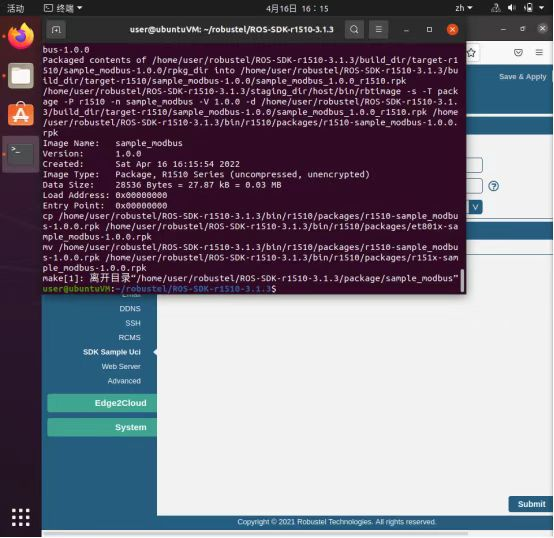 活动
终端
4月16日 16：15
zh
user@ubuntuVM: ~/robustel/ROS-SDK-r1510-3.1.3
bus-1.0.0
Packaged contents of /home/user/robustel/ROS-SDK-r1510-3.1.3/build_dir/target-r1
510/sample_modbus-1.0.0/pkg_dir into /home/user/robustel/ROS-SDK-r1510-3.1.3/bu
ild_dir/target-r1510/sample_modbus-1.0.0/sample_modbus_1.0.0_r1510.rpk
/home/user/robustel/ROS-SDK-r1510-3.1.3/staging_dir/host/bin/rbtimage -s -T pack
age -P r1510 -n sample_modbus -V 1.0.0 -d /home/user/robustel/ROS-SDK-r1510-3.1.
3/build_dir/target-r1510/sample_modbus-1.0.0/sample_modbus_1.0.0_r1510.rpk /home
/user/robustel/ROS-SDK-r1510-3.1.3/bin/r1510/packages/r1510-sample_modbus-1.0.0.
rpk
Image Name: sample_modbus
Version: 1.0.0
Created: Sat Apr 16 16:15:54 2022
Image Type: Package, R1510 Series (uncompressed, unencrypted)
Data Size: 28536 Bytes = 27.87 kB = 0.03 MB
Load Address: 0x00000000
Entry Point: 0x00000000
cp /home/user/robustel/ROS-SDK-r1510-3.1.3/bin/r1510/packages/r1510-sample_modbu
s-1.0.0.rpk /home/user/robustel/ROS-SDK-r1510-3.1.3/bin/r1510/packages/et801x-sa
mple_modbus-1.0.0.rpk
mv /home/user/robustel/ROS-SDK-r1510-3.1.3/bin/r1510/packages/r1510-sample_modbu
s-1.0.0.rpk /home/user/robustel/ROS-SDK-r1510-3.1.3/bin/r1510/packages/r151x-sam
ple_modbus-1.0.0.rpk
make[1]: 离开目录“/home/user/robustel/ROS-SDK-r1510-3.1.3/package/sample_modbus”
user@ubuntuVM:~/robustel/ROS-SDK-r1510-3.1.3$
Save & Apply
Email
DDNS
SSH
RCMS
SDK Sample Uci
Web Server
Advanced
Edge2Cloud
System
Submit
Copyright © 2021 Robustel Technologies. All rights reserved.